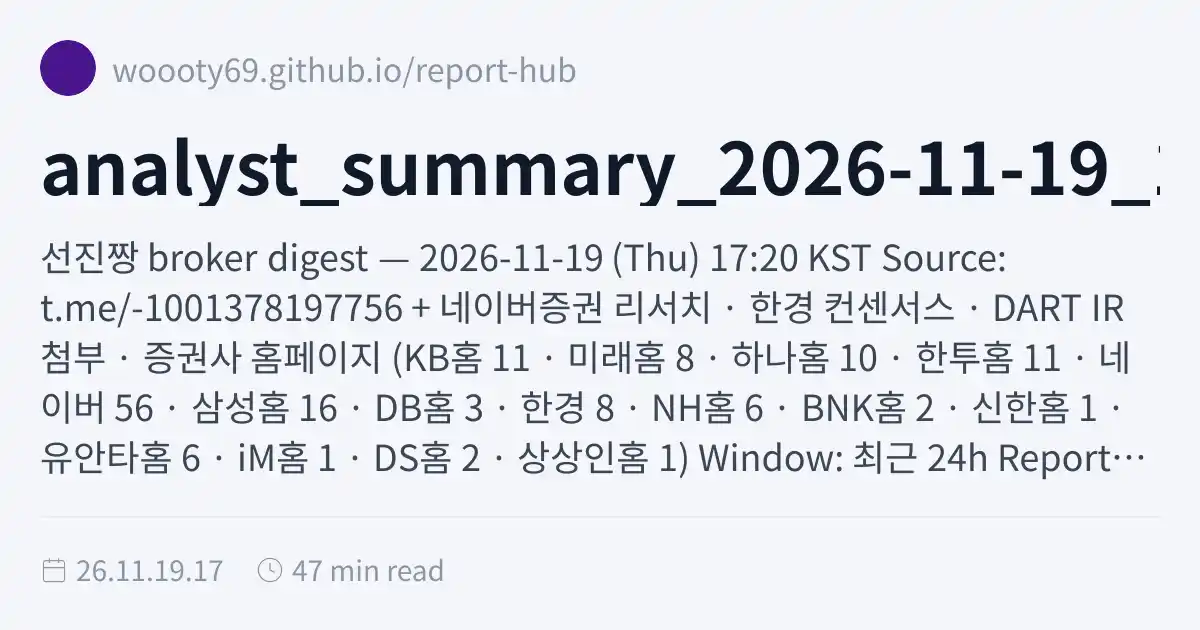 woooty69.github.io/report-hub
analyst_summary_2026-11-19_
선진짱 broker digest — 2026-11-19 (Thu) 17:20 KST Source:
t.me/-1001378197756 + 네이버증권 리서치 · 한경 컨센서스 · DART IR
첨부 · 증권사 홈페이지 (KB홈 11 · 미래홈 8 · 하나홈 10 · 한투홈 11 · 네
이버 56 · 삼성홈 16 · DB홈 3 · 한경 8 · NH홈 6 · BNK홈 2 · 신한홈 1 ·
유안타홈 6 · iM홈 1 · DS홈 2 · 상상인홈 1) Window: 최근 24h Report…
26.11.19.17 47 min read